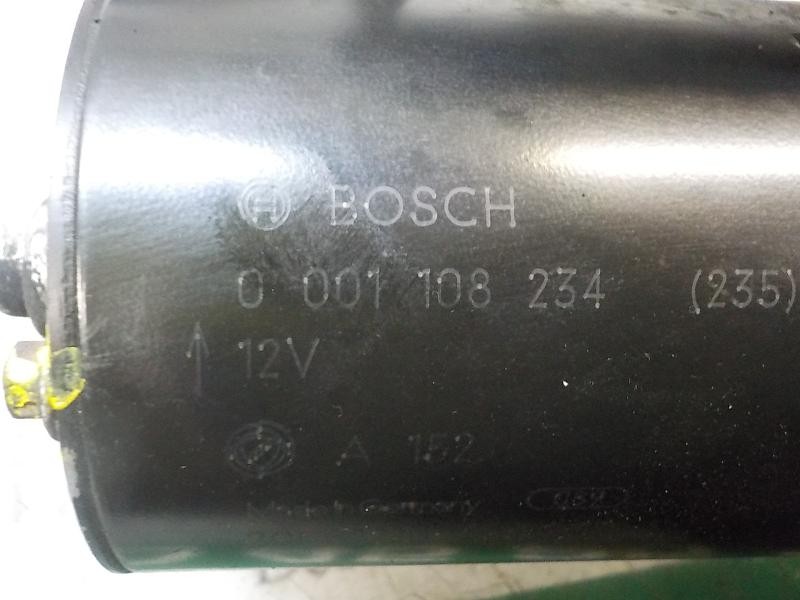 BOSCH
0 001 108 234 (235)
12V
A 152
Made in Germany